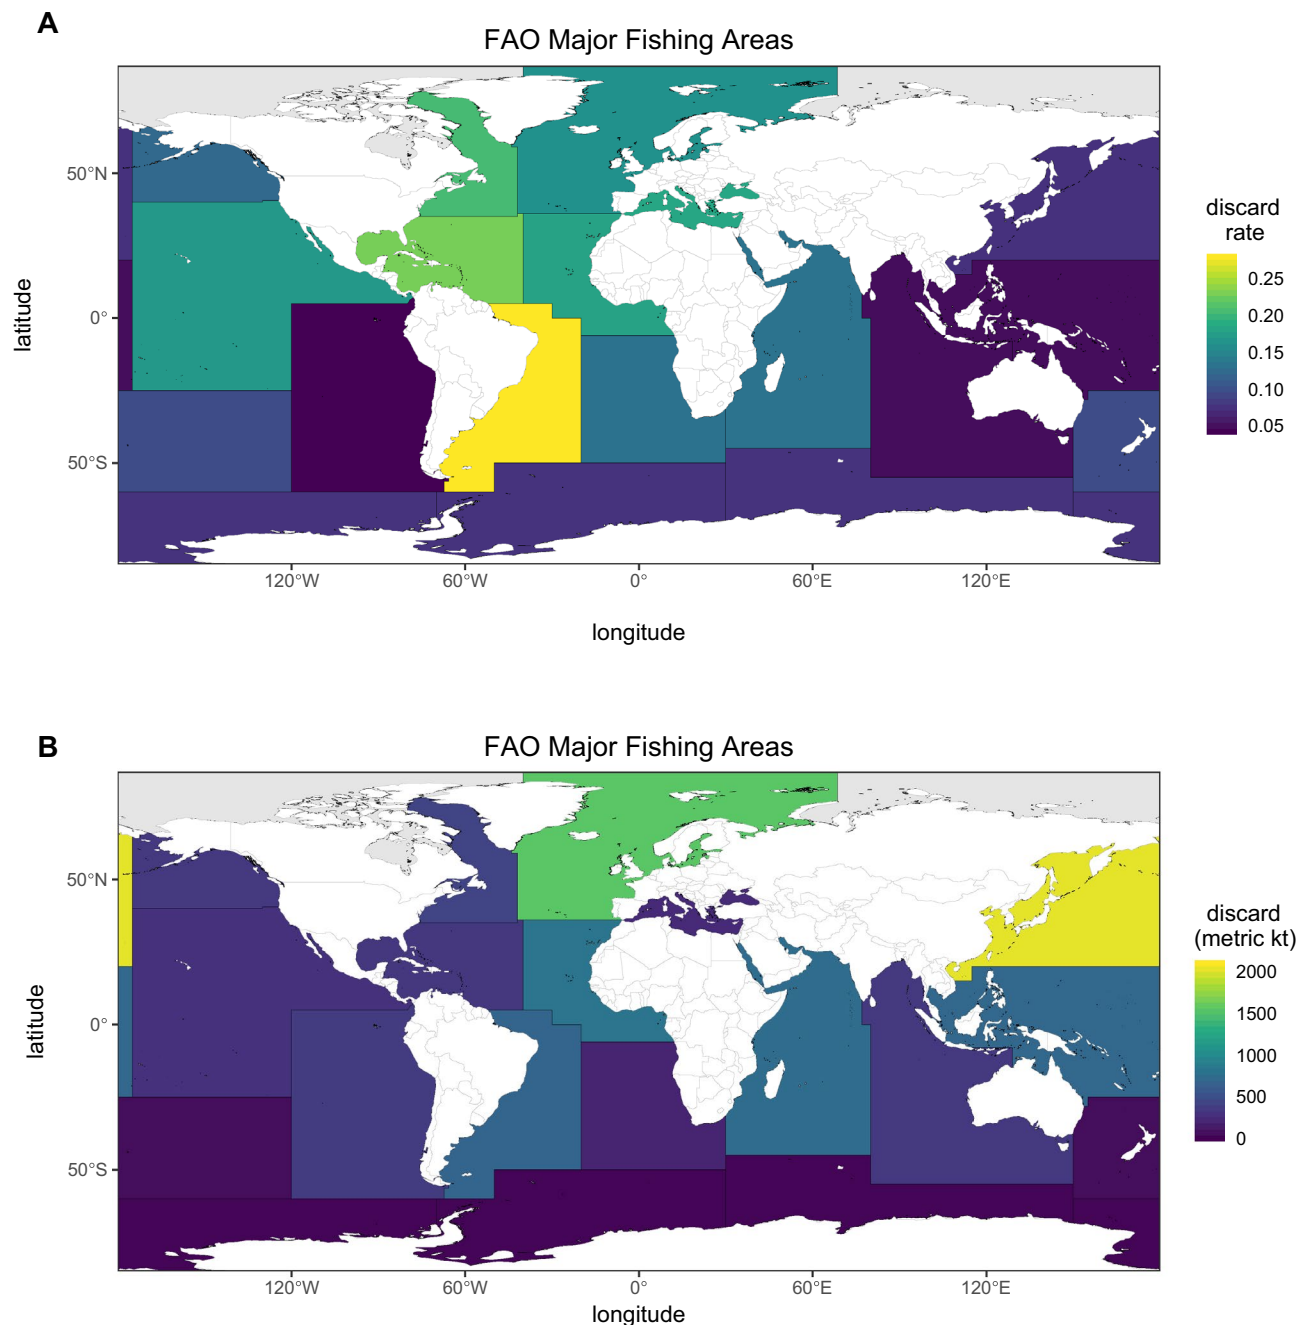 A
FAO Major Fishing Areas
50°N
0°
50°S
latitude
120°W
60°W
0°
60°E
120°E
longitude
discard
rate
0.25
0.20
0.15
0.10
0.05
B
FAO Major Fishing Areas
50°N
0°
50°S
latitude
120°W
60°W
0°
60°E
120°E
longitude
discard
(metric kt)
2000
1500
1000
500
0